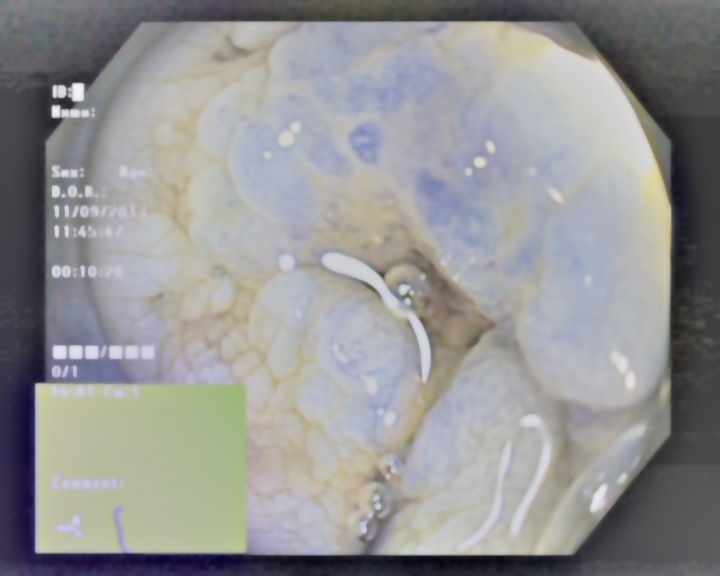 ID:
Name:
Sex: Age:
D.O.B.:
11/09/2013
11:45:47
00:10:20
0/1
Comment: